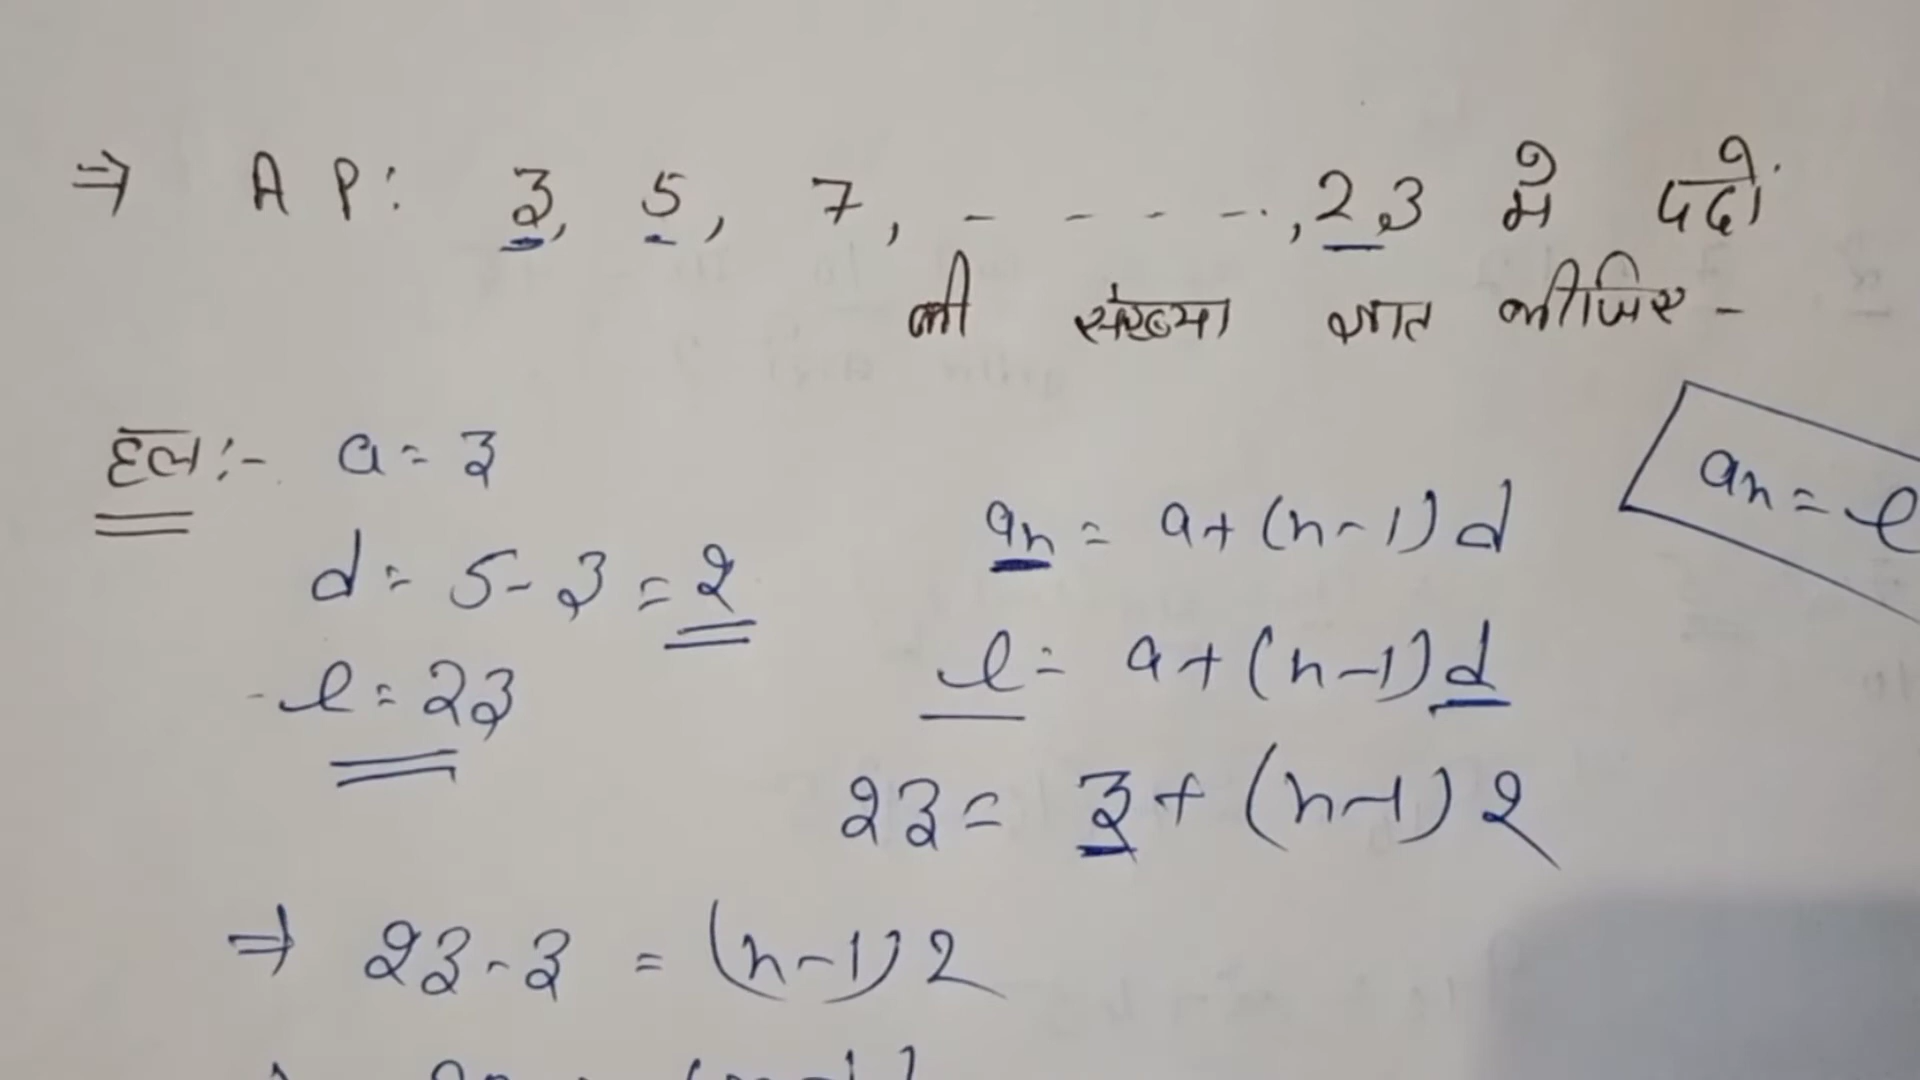 ⇒ AP: 3, 5, 7, - - - - -, 23 में पदों
की संख्या ज्ञात कीजिए -
हल :- a = 3
d = 5 - 3 = 2
l = 23
an = a + (n-1) d
l = a + (n-1) d
23 = 3 + (n-1) 2
an = l
⇒ 23 - 3 = (n-1) 2